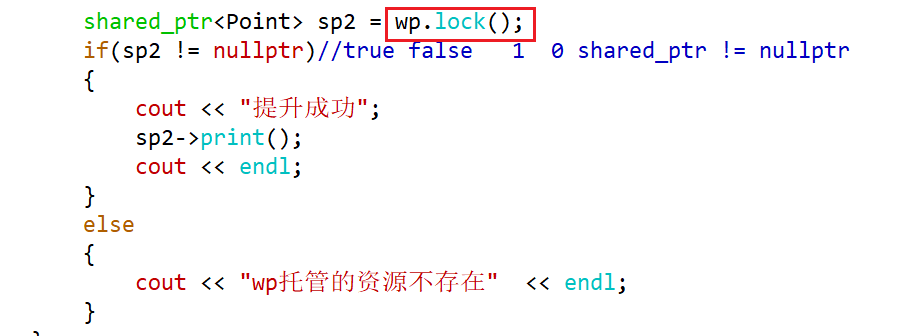 shared_ptr<Point> sp2 = wp.lock();
if(sp2 != nullptr)//true false   1  0 shared_ptr != nullptr
{
    cout << "提升成功";
    sp2->print();
    cout << endl;
}
else
{
    cout << "wp托管的资源不存在"  << endl;
}